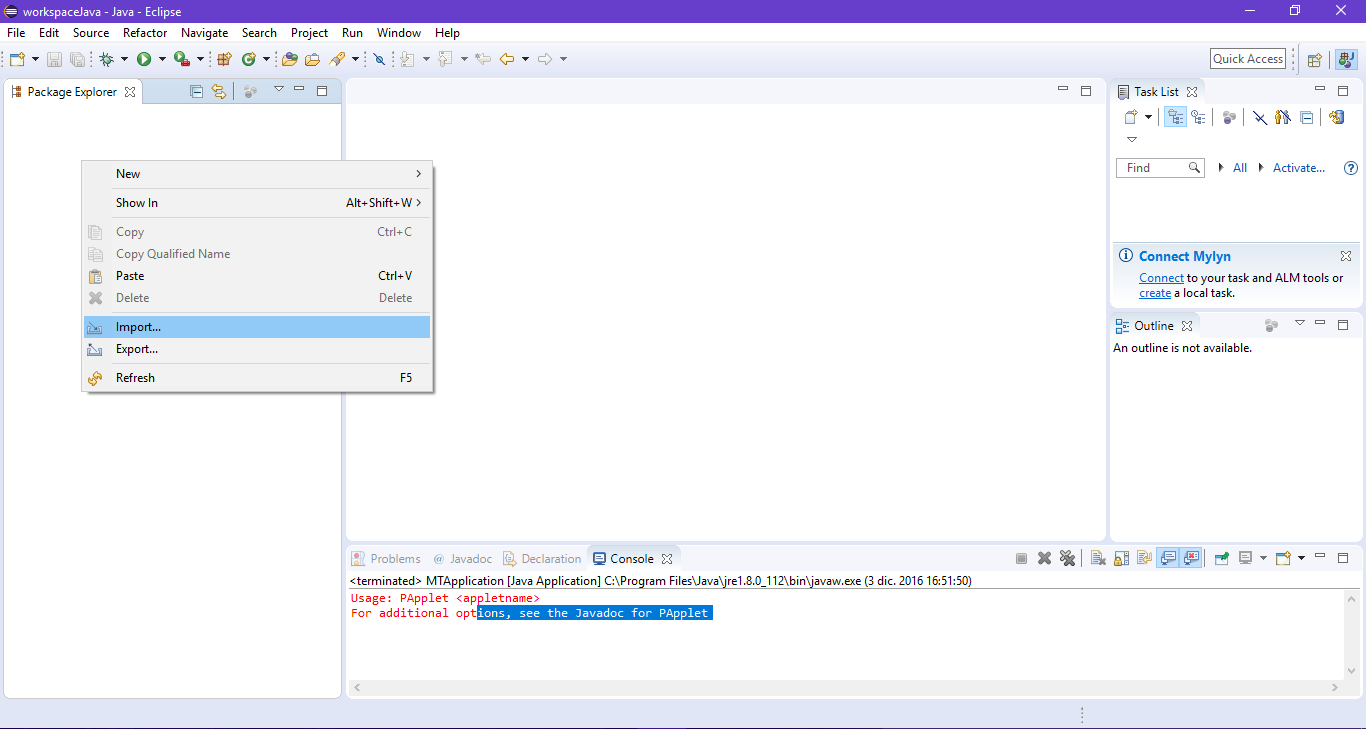 workspaceJava - Java - Eclipse
File Edit Source Refactor Navigate Search Project Run Window Help
Quick Access
Package Explorer
Task List
New
Show In Alt+Shift+W
Copy Ctrl+C
Copy Qualified Name
Paste Ctrl+V
Delete Delete
Import...
Export...
Refresh F5
Find All Activate...
Connect Mylyn
Connect to your task and ALM tools or
create a local task.
Outline
An outline is not available.
Problems @ Javadoc Declaration Console
<terminated> MTApplication [Java Application] C:\Program Files\Java\jre1.8.0_112\bin\javaw.exe (3 dic. 2016 16:51:50)
Usage: PApplet <appletname>
For additional options, see the Javadoc for PApplet